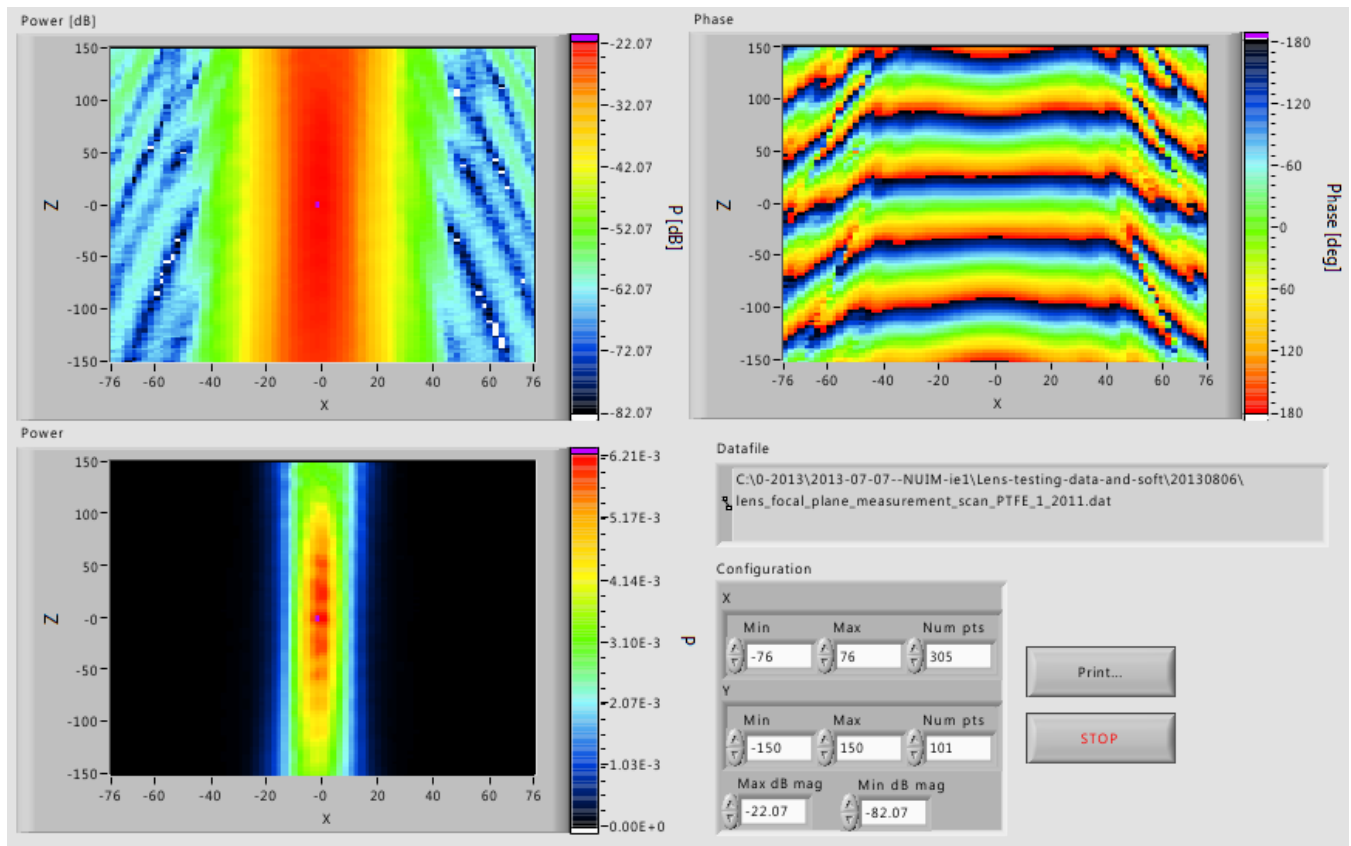 Power [dB]
150
100
50
-0
-50
-100
-150
Z
-76 -60 -40 -20 -0 20 40 60 76
X
-22.07
-32.07
-42.07
-52.07
-62.07
-72.07
-82.07
P [dB]
Phase
150
100
50
-0
-50
-100
-150
Z
-76 -60 -40 -20 -0 20 40 60 76
X
-180
-120
-60
0
60
120
180
Phase [deg]
Power
150
100
50
-0
-50
-100
-150
Z
-76 -60 -40 -20 -0 20 40 60 76
X
6.21E-3
5.17E-3
4.14E-3
3.10E-3
2.07E-3
1.03E-3
0.00E+0
P
Datafile
C:\0-2013\2013-07-07--NUIM-ie1\Lens-testing-data-and-soft\20130806\
lens_focal_plane_measurement_scan_PTFE_1_2011.dat
Configuration
X
Min Max Num pts
-76 76 305
Y
Min Max Num pts
-150 150 101
Max dB mag Min dB mag
-22.07 -82.07
Print...
STOP